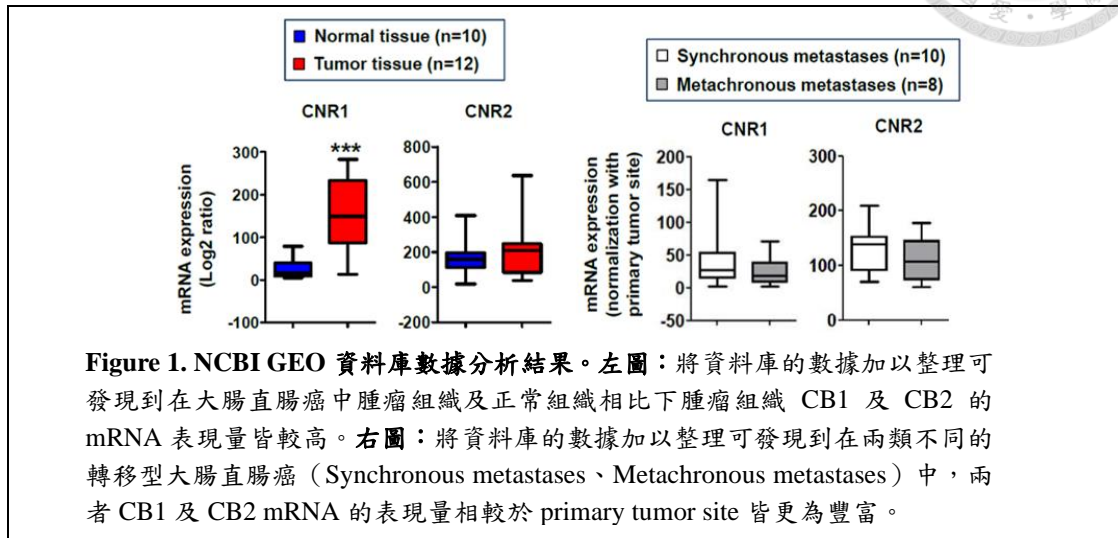 愛・學
Normal tissue (n=10)
Tumor tissue (n=12)
CNR1
CNR2
mRNA expression
(Log2 ratio)
300
200
100
0
-100
***
800
600
400
200
0
-200
Synchronous metastases (n=10)
Metachronous metastases (n=8)
CNR1
CNR2
mRNA expression
(normalization with
primary tumor site)
200
150
100
50
0
-50
300
200
100
0
Figure 1. NCBI GEO 資料庫數據分析結果。左圖：將資料庫的數據加以整理可
發現到在大腸直腸癌中腫瘤組織及正常組織相比下腫瘤組織 CB1 及 CB2 的
mRNA 表現量皆較高。右圖：將資料庫的數據加以整理可發現到在兩類不同的
轉移型大腸直腸癌（Synchronous metastases、Metachronous metastases）中，兩
者 CB1 及 CB2 mRNA 的表現量相較於 primary tumor site 皆更為豐富。